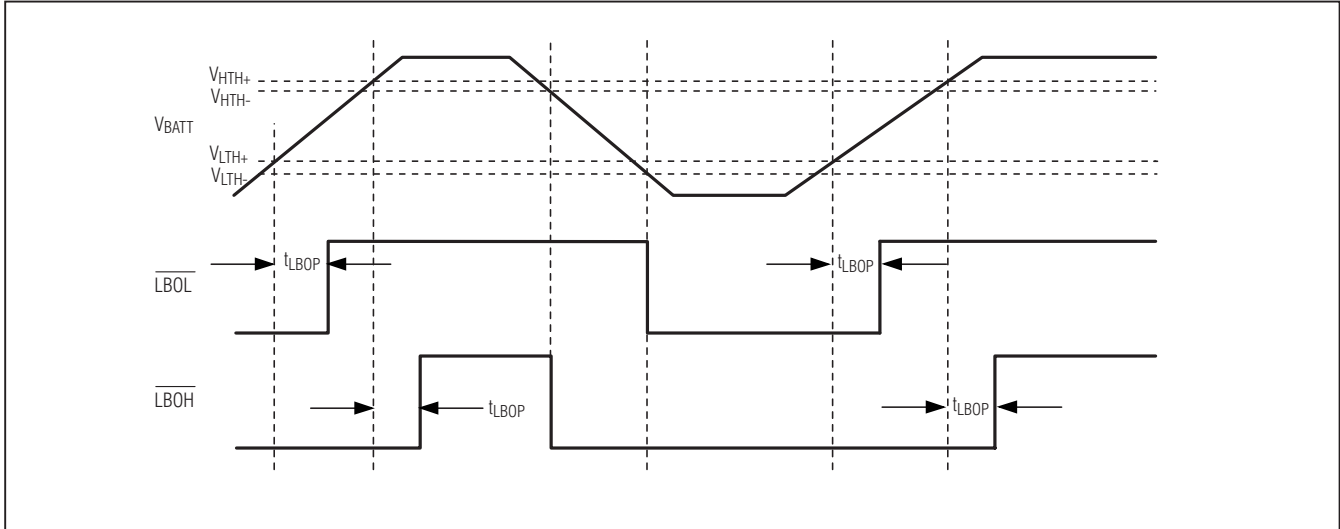 VHTH+
VHTH-
VBATT
VLTH+
VLTH-
tLBOP
tLBOP
LBOL
LBOH
tLBOP
tLBOP